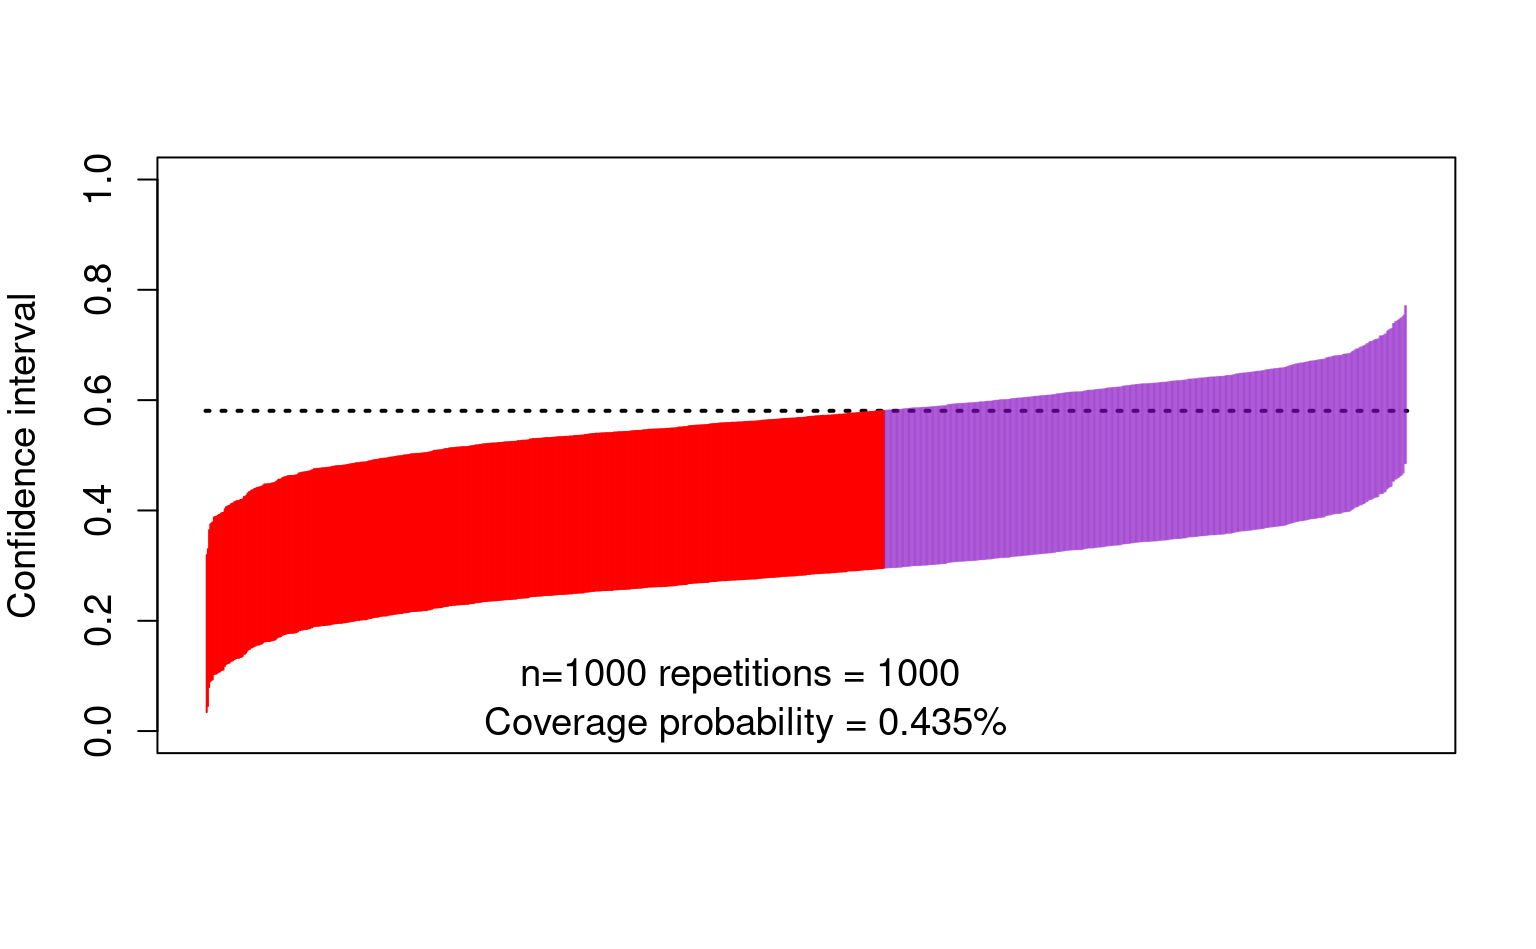 Confidence interval
1.0
0.8
0.6
0.4
0.2
0.0
n=1000 repetitions = 1000
Coverage probability = 0.435%